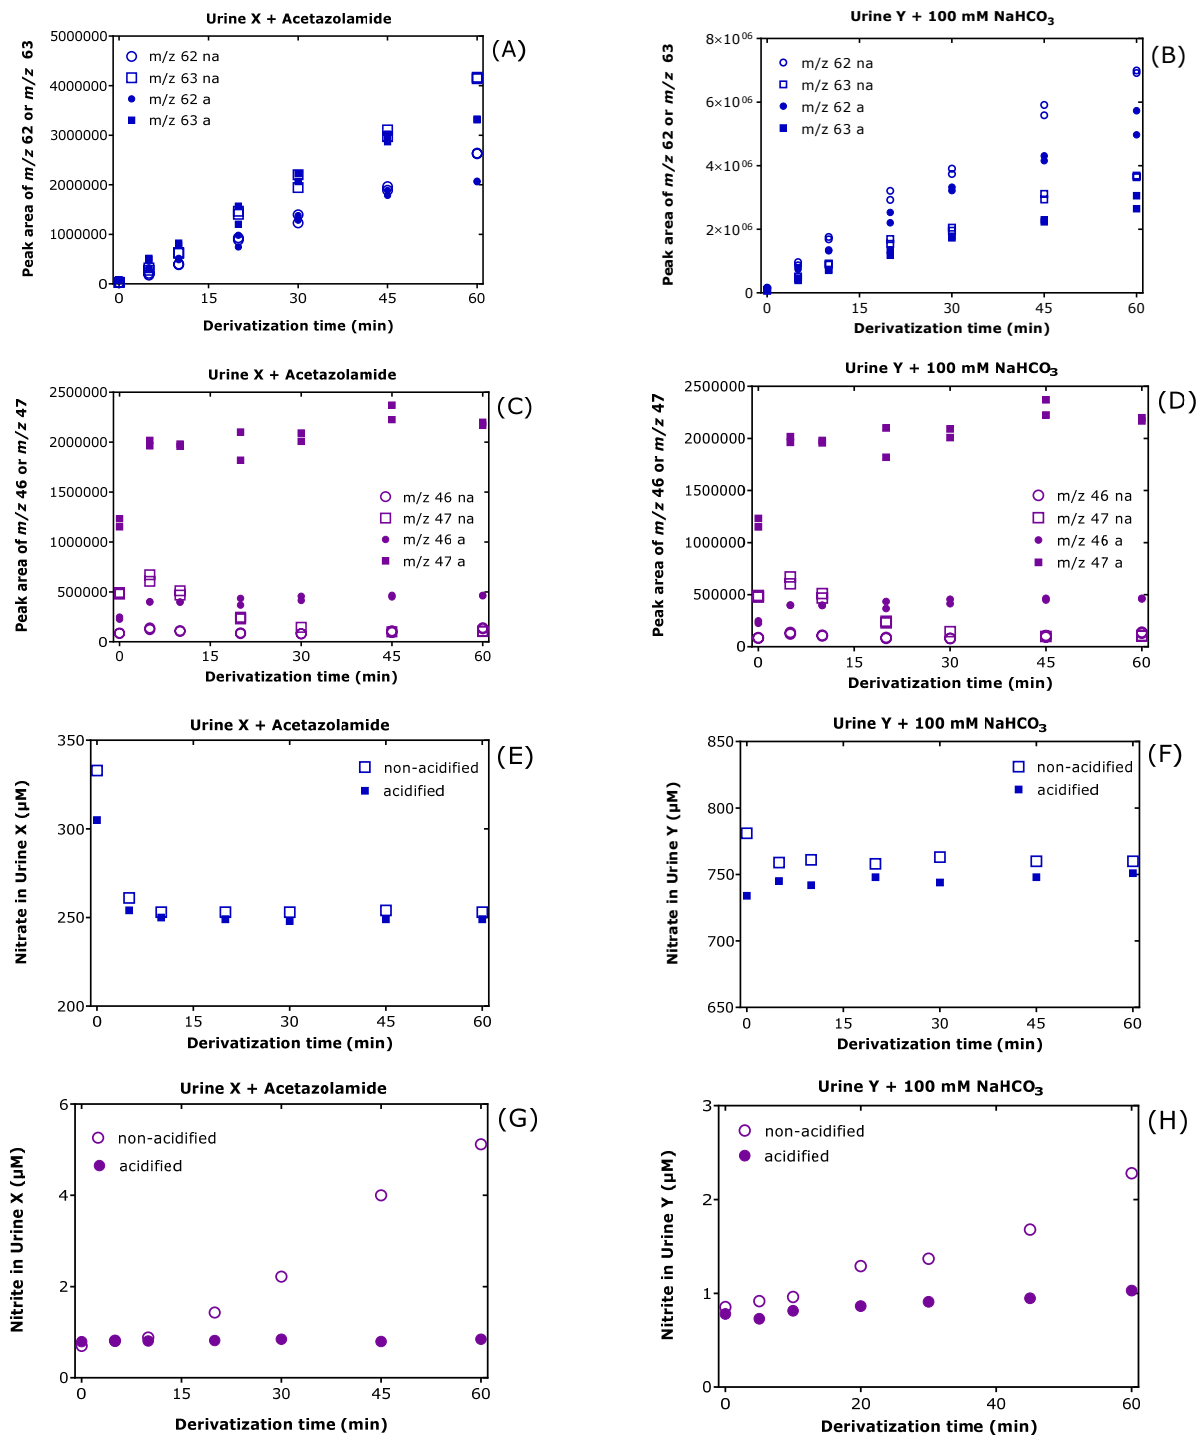 Urine X + Acetazolamide
(A)
Peak area of m/z 62 or m/z 63
5000000
4000000
3000000
2000000
1000000
0
m/z 62 na
m/z 63 na
m/z 62 a
m/z 63 a
0 15 30 45 60
Derivatization time (min)
Urine Y + 100 mM NaHCO3
(B)
Peak area of m/z 62 or m/z 63
8×10^06
6×10^06
4×10^06
2×10^06
0
m/z 62 na
m/z 63 na
m/z 62 a
m/z 63 a
0 15 30 45 60
Derivatization time (min)
Urine X + Acetazolamide
(C)
Peak area of m/z 46 or m/z 47
2500000
2000000
1500000
1000000
500000
0
m/z 46 na
m/z 47 na
m/z 46 a
m/z 47 a
0 15 30 45 60
Derivatization time (min)
Urine Y + 100 mM NaHCO3
(D)
Peak area of m/z 46 or m/z 47
2500000
2000000
1500000
1000000
500000
0
m/z 46 na
m/z 47 na
m/z 46 a
m/z 47 a
0 15 30 45 60
Derivatization time (min)
Urine X + Acetazolamide
(E)
Nitrate in Urine X (µM)
350
300
250
200
non-acidified
acidified
0 15 30 45 60
Derivatization time (min)
Urine Y + 100 mM NaHCO3
(F)
Nitrate in Urine Y (µM)
850
800
750
700
650
non-acidified
acidified
0 15 30 45 60
Derivatization time (min)
Urine X + Acetazolamide
(G)
Nitrite in Urine X (µM)
6
4
2
0
non-acidified
acidified
0 15 30 45 60
Derivatization time (min)
Urine Y + 100 mM NaHCO3
(H)
Nitrite in Urine Y (µM)
3
2
1
0
non-acidified
acidified
0 20 40 60
Derivatization time (min)